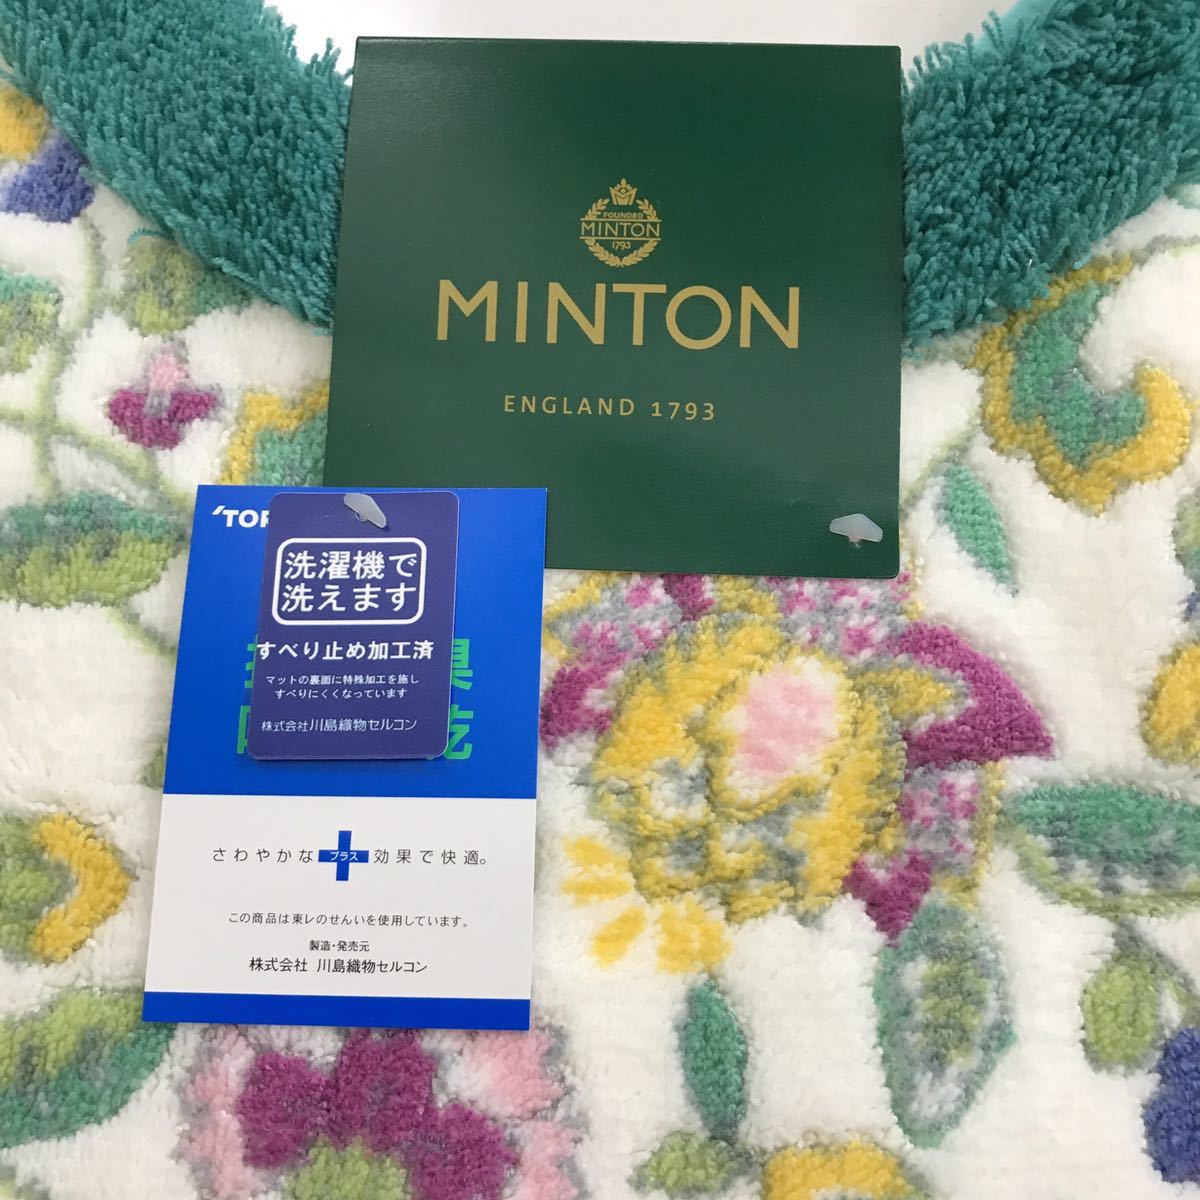 FOUNDED
MINTON
1793
MINTON
ENGLAND 1793
洗濯機で
洗えます
すべり止め加工済
マットの裏面に特殊加工を施し
すべりにくくなっています
株式会社川島織物セルコン
さわやかな プラス 効果で快適。
この商品は東レのせんいを使用しています。
製造・発売元
株式会社 川島織物セルコン